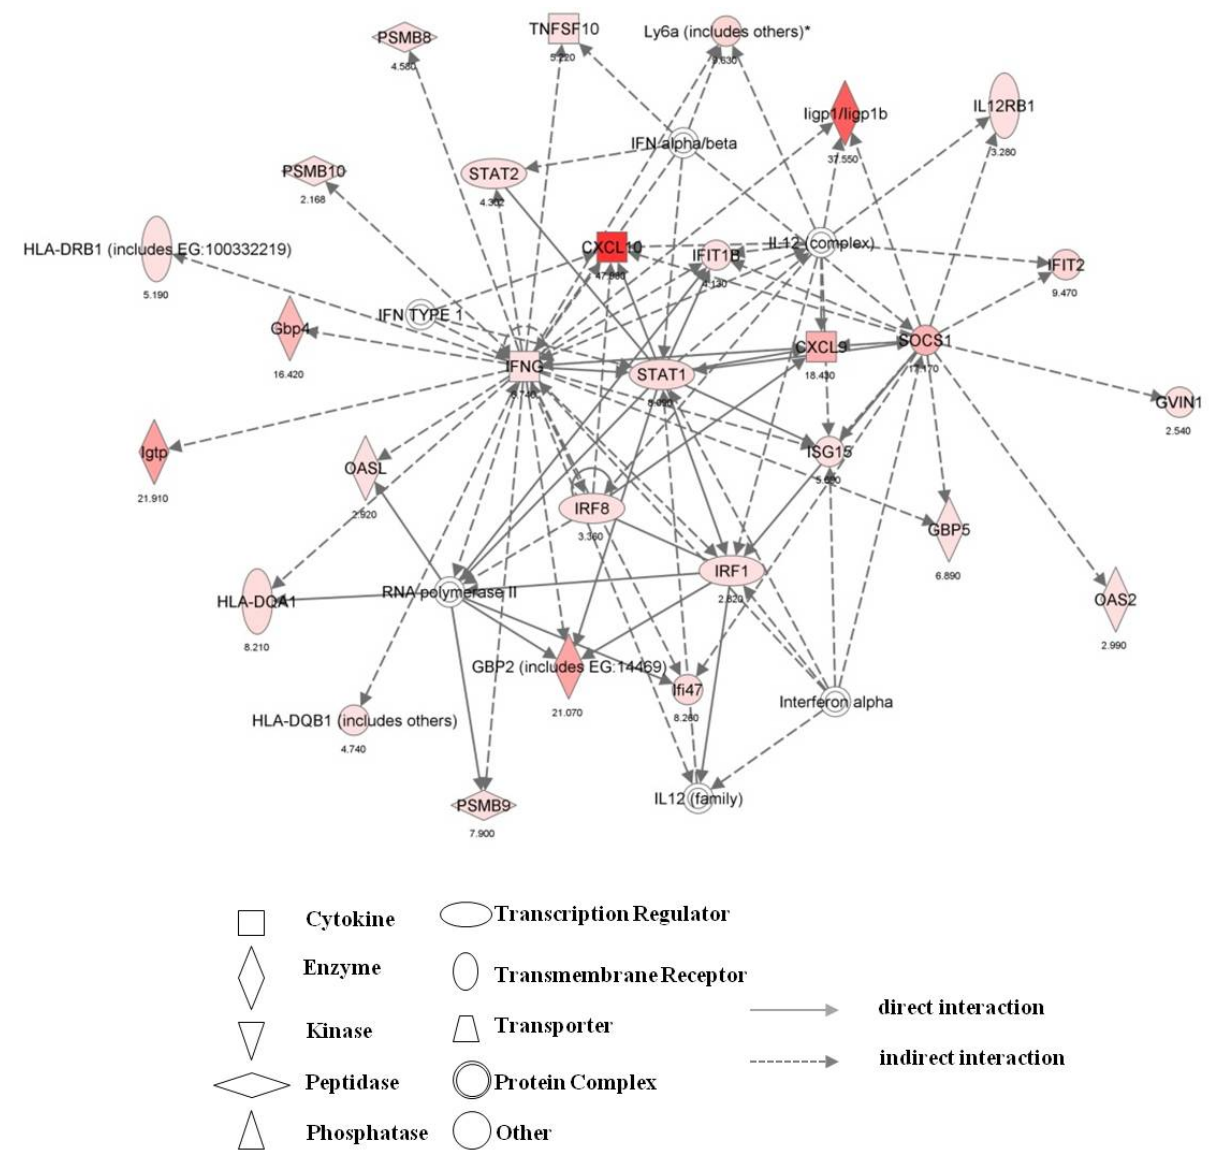 PSMB8
4.560
TNFSF10
5.220
Ly6a (includes others)*
Iigp1/Iigp1b
37.550
IL12RB1
3.280
IFN alpha/beta
PSMB10
2.168
STAT2
4.302
HLA-DRB1 (includes EG:100332219)
5.190
CXCL10
IFIT1B
4.130
IL12 (complex)
IFIT2
9.470
Gbp4
16.420
IFN TYPE 1
IFNG
STAT1
CXCL9
18.430
SOCS1
GVIN1
2.540
Igtp
21.910
OASL
2.920
ISG15
IRF8
3.360
GBP5
6.890
IRF1
2.820
HLA-DQA1
8.210
RNA polymerase II
OAS2
2.990
GBP2 (includes EG:14469)
21.070
Ifi47
8.260
Interferon alpha
HLA-DQB1 (includes others)
4.740
PSMB9
7.900
IL12 (family)
Cytokine
Transcription Regulator
Enzyme
Transmembrane Receptor
Kinase
Transporter
direct interaction
Peptidase
Protein Complex
indirect interaction
Phosphatase
Other